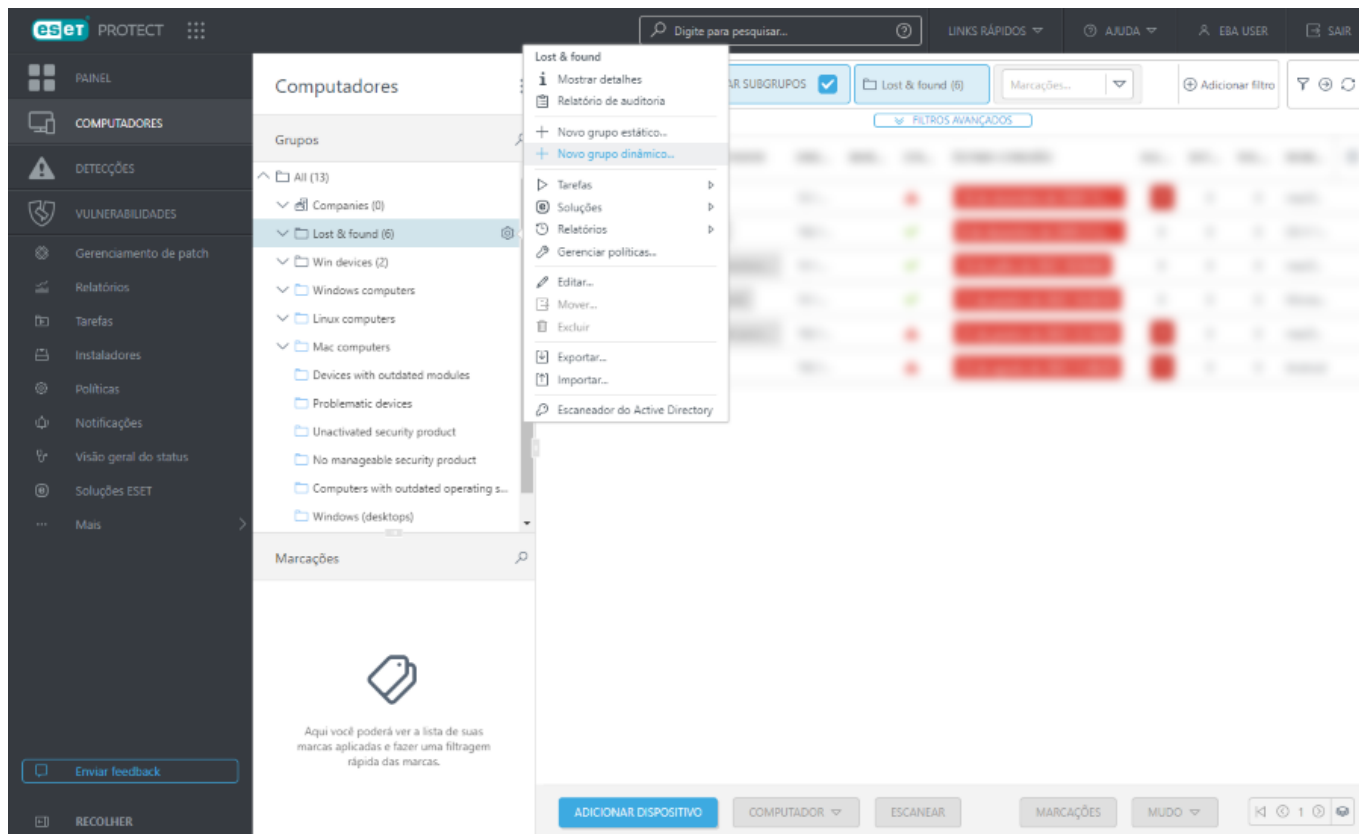 eset PROTECT
Digite para pesquisar...
LINKS RÁPIDOS
AJUDA
EBA USER
SAIR
PAINEL
COMPUTADORES
DETECÇÕES
VULNERABILIDADES
Gerenciamento de patch
Relatórios
Tarefas
Instaladores
Políticas
Notificações
Visão geral do status
Soluções ESET
Mais
Enviar feedback
RECOLHER
Computadores
Grupos
All (13)
Companies (0)
Lost & found (6)
Win devices (2)
Windows computers
Linux computers
Mac computers
Devices with outdated modules
Problematic devices
Unactivated security product
No manageable security product
Computers with outdated operating s...
Windows (desktops)
Marcações
Aqui você poderá ver a lista de suas
marcas aplicadas e fazer uma filtragem
rápida das marcas.
Lost & found
Mostrar detalhes
Relatório de auditoria
Novo grupo estático...
Novo grupo dinâmico...
Tarefas
Soluções
Relatórios
Gerenciar políticas...
Editar...
Mover...
Excluir
Exportar...
Importar...
Escaneador do Active Directory
AR SUBGRUPOS
Lost & found (6)
Marcações...
Adicionar filtro
FILTROS AVANÇADOS
ADICIONAR DISPOSITIVO
COMPUTADOR
ESCANEAR
MARCAÇÕES
MUDO
1